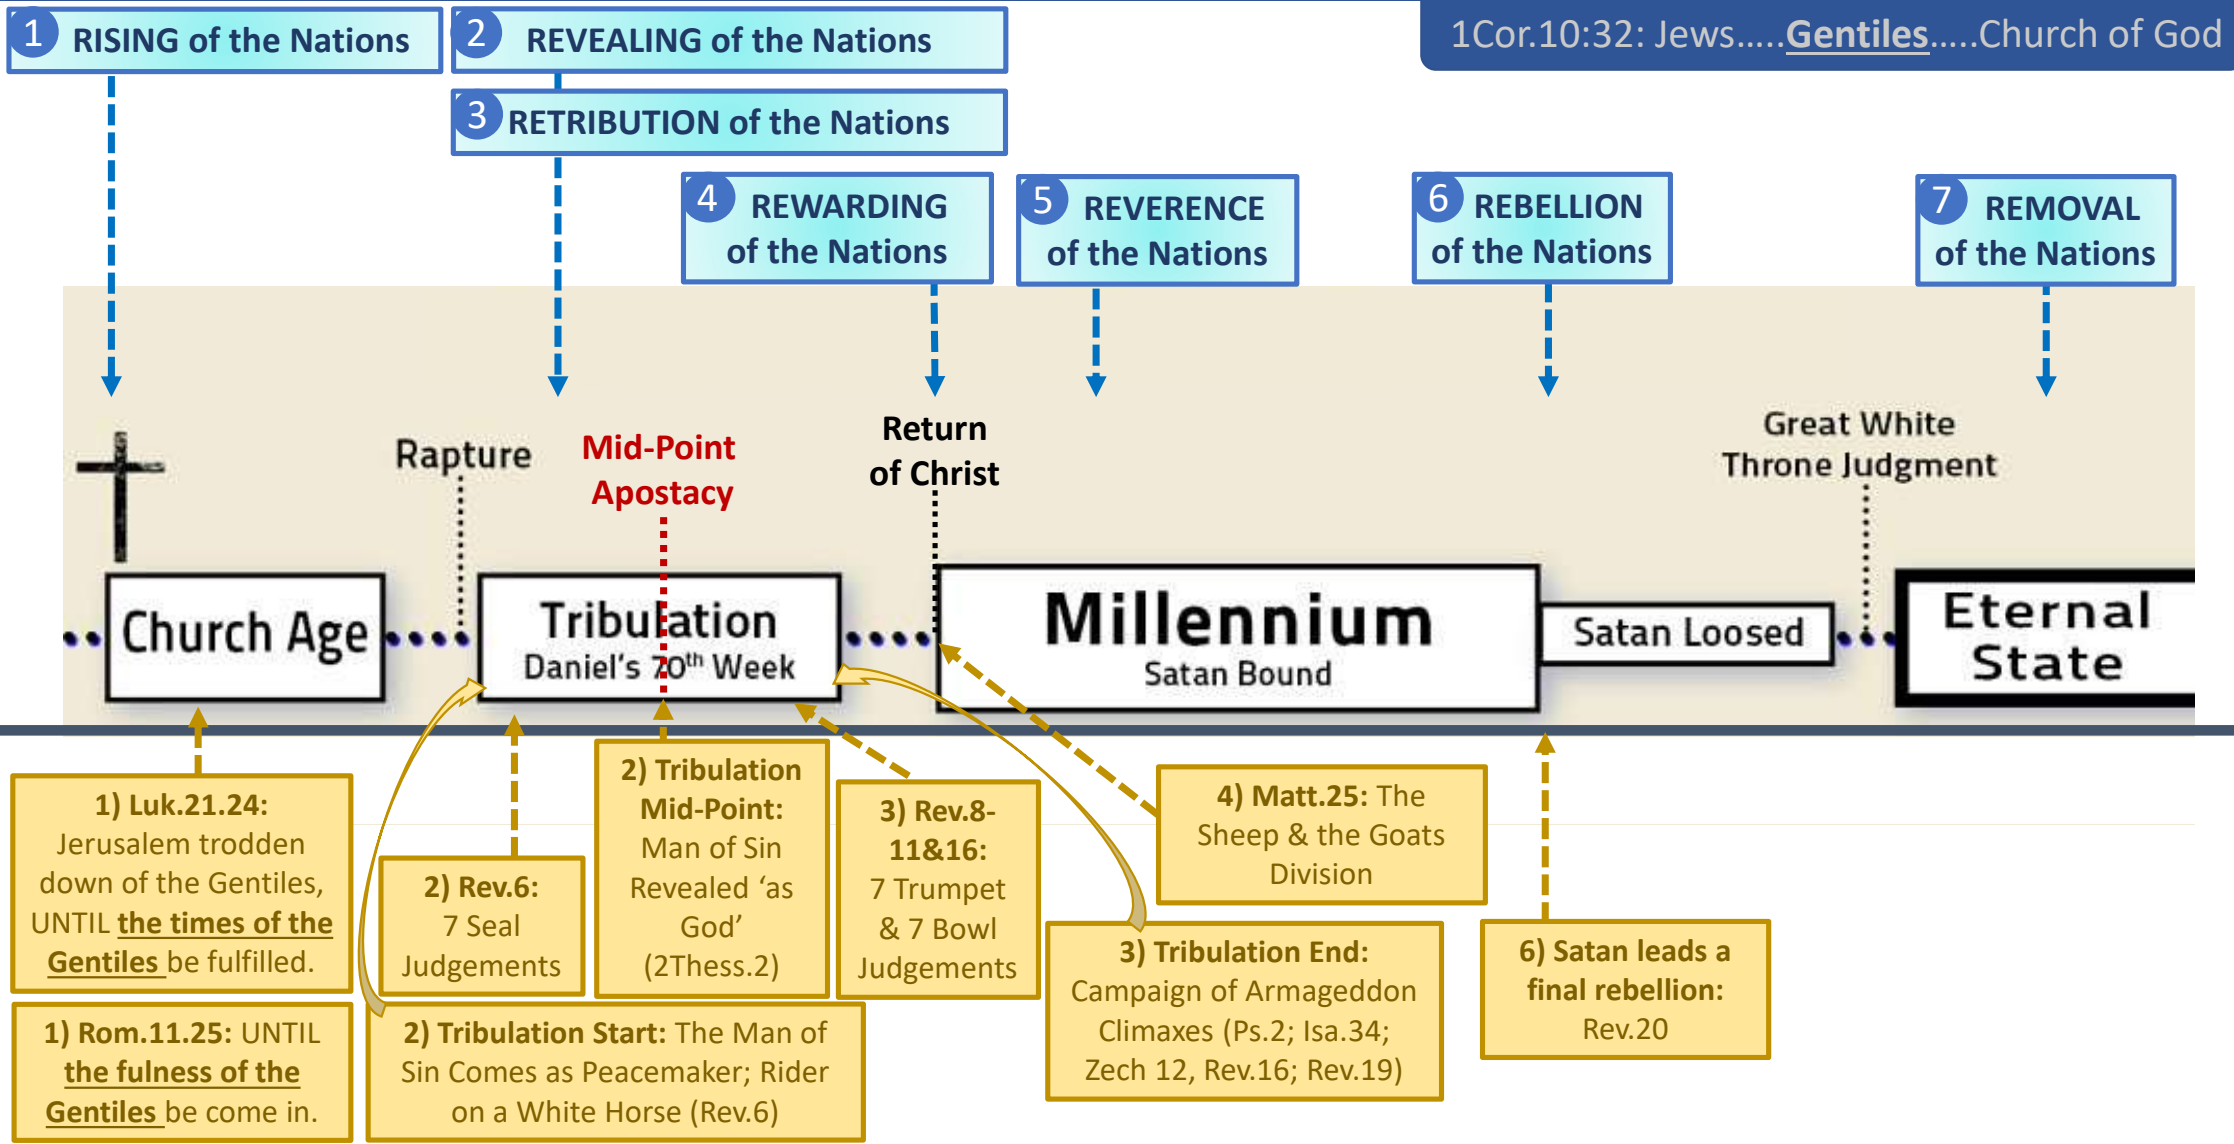 1 RISING of the Nations
2 REVEALING of the Nations
1Cor.10:32: Jews…..Gentiles…..Church of God
3 RETRIBUTION of the Nations
4 REWARDING
of the Nations
5 REVERENCE
of the Nations
6 REBELLION
of the Nations
7 REMOVAL
of the Nations
Rapture
Mid-Point
Apostacy
Return
of Christ
Great White
Throne Judgment
Church Age
Tribulation
Daniel's 70th Week
Millennium
Satan Bound
Satan Loosed
Eternal
State
1) Luk.21.24:
Jerusalem trodden
down of the Gentiles,
UNTIL the times of the
Gentiles be fulfilled.
1) Rom.11.25: UNTIL
the fulness of the
Gentiles be come in.
2) Rev.6:
7 Seal
Judgements
2) Tribulation Start: The Man of
Sin Comes as Peacemaker; Rider
on a White Horse (Rev.6)
2) Tribulation
Mid-Point:
Man of Sin
Revealed ‘as
God’
(2Thess.2)
3) Rev.8-
11&16:
7 Trumpet
& 7 Bowl
Judgements
3) Tribulation End:
Campaign of Armageddon
Climaxes (Ps.2; Isa.34;
Zech 12, Rev.16; Rev.19)
4) Matt.25: The
Sheep & the Goats
Division
6) Satan leads a
final rebellion:
Rev.20